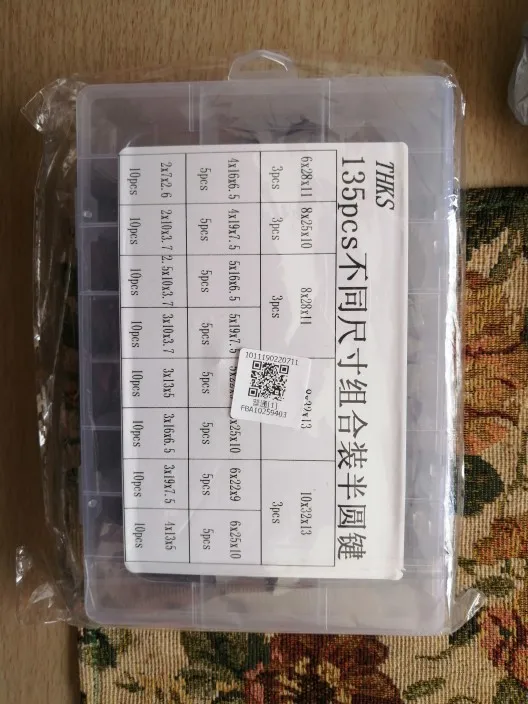 THKS
135pcs不同尺寸组合装半圆键
6x28x11 8x25x10 8x28x11 10x32x13
3pcs 3pcs 3pcs 3pcs
4x16x6.5 4x19x7.5 5x16x6.5 5x19x7.5 6x22x9 6x25x10
5pcs 5pcs 5pcs 5pcs 5pcs 5pcs 5pcs
2x7x2.6 2x10x3.7 2.5x10x3.7 3x10x3.7 3x13x5 3x16x6.5 3x19x7.5 4x13x5
10pcs 10pcs 10pcs 10pcs 10pcs 10pcs 10pcs 10pcs
1011190220711
FBA10259403